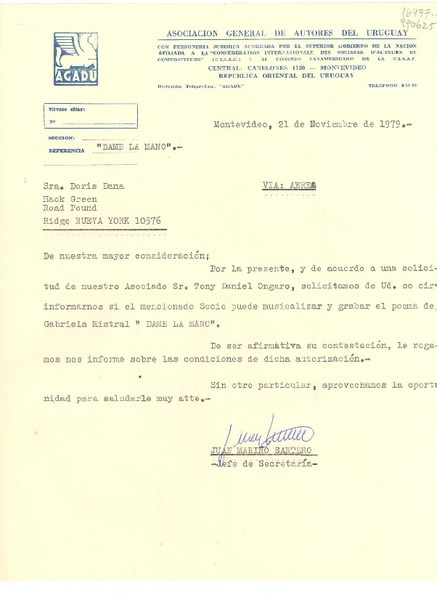 16497-
990625
AGADU
ASOCIACION GENERAL DE AUTORES DEL URUGUAY
CON PERSONERIA JURIDICA ACORDADA POR EL SUPERIOR GOBIERNO DE LA NACION
AFILIADA A LA "CONFEDERATION INTERNATIONALE DES SOCIETES D'AUTEURS ET
COMPOSITEURS" (C.I.S.A.C.) Y AL CONSEJO PANAMERICANO DE LA C.I.S.A.C.
CENTRAL: CANELONES 1130 — MONTEVIDEO
REPUBLICA ORIENTAL DEL URUGUAY
Dirección Telegráfica: "AGADU" TELEFONO
Sírvase citar:
Nº
SECCION:
REFERENCIA "DAME LA MANO".-
Montevideo, 21 de Noviembre de 1979.-
Sra. Doris Dana VIA: AEREA
Hack Green
Road Pound
Ridge NUEVA YORK 10576
De nuestra mayor consideración;
Por la presente, y de acuerdo a una solici-
tud de nuestro Asociado Sr. Tony Daniel Ongaro, solicitamos de Ud. se sir
informarnos si el mencionado Socio puede musicalizar y grabar el poema de
Gabriela Mistral " DAME LA MANO".
De ser afirmativa su contestación, le roga-
mos nos informe sobre las condiciones de dicha autorización.-
Sin otro particular, aprovechamos la oportu
nidad para saludarle muy atte.-
JUAN MARIÑO SANTERO
-Jefe de Secretaría-